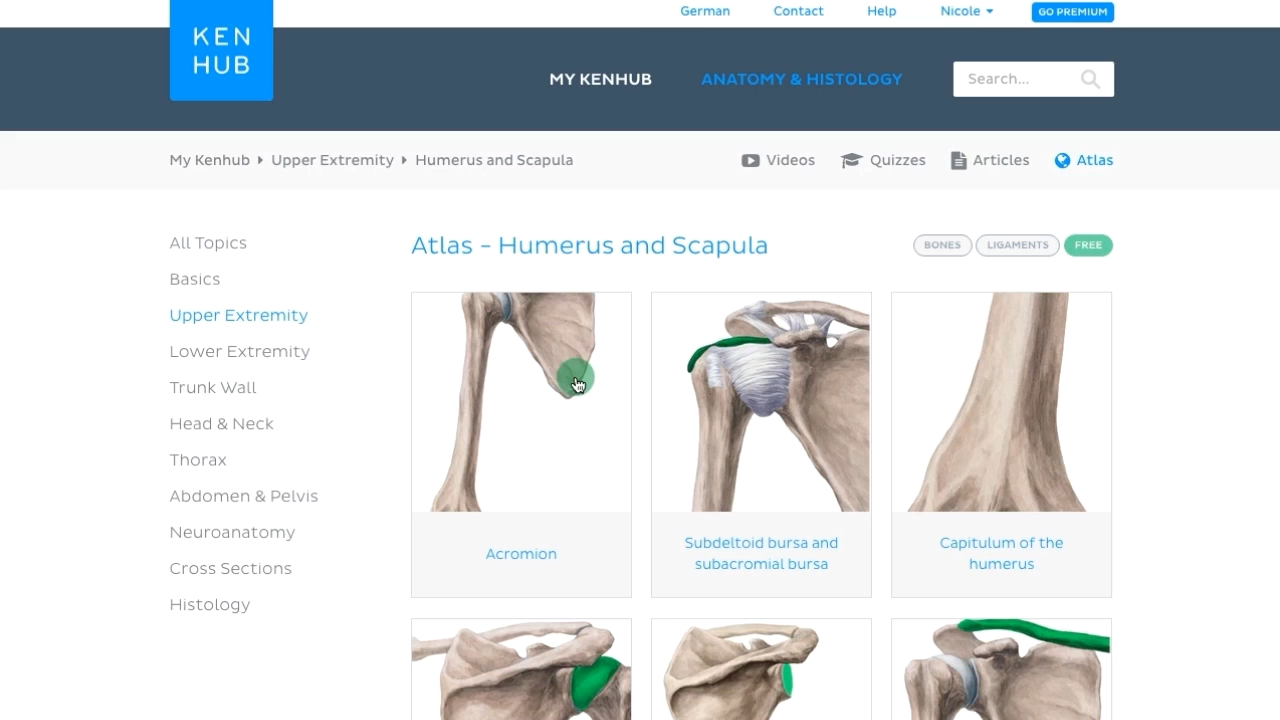 German Contact Help Nicole GO PREMIUM
KEN
HUB
MY KENHUB ANATOMY & HISTOLOGY Search...
My Kenhub Upper Extremity Humerus and Scapula Videos Quizzes Articles Atlas
All Topics
Basics
Upper Extremity
Lower Extremity
Trunk Wall
Head & Neck
Thorax
Abdomen & Pelvis
Neuroanatomy
Cross Sections
Histology
Atlas - Humerus and Scapula BONES LIGAMENTS FREE
Acromion
Subdeltoid bursa and
subacromial bursa
Capitulum of the
humerus